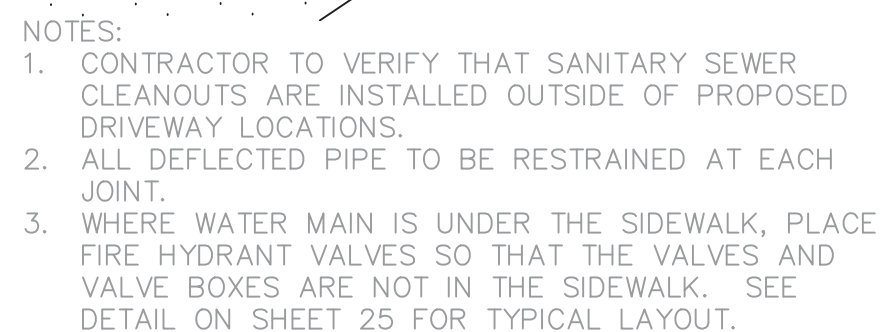 NOTES:
1. CONTRACTOR TO VERIFY THAT SANITARY SEWER
CLEANOUTS ARE INSTALLED OUTSIDE OF PROPOSED
DRIVEWAY LOCATIONS.
2. ALL DEFLECTED PIPE TO BE RESTRAINED AT EACH
JOINT.
3. WHERE WATER MAIN IS UNDER THE SIDEWALK, PLACE
FIRE HYDRANT VALVES SO THAT THE VALVES AND
VALVE BOXES ARE NOT IN THE SIDEWALK. SEE
DETAIL ON SHEET 25 FOR TYPICAL LAYOUT.